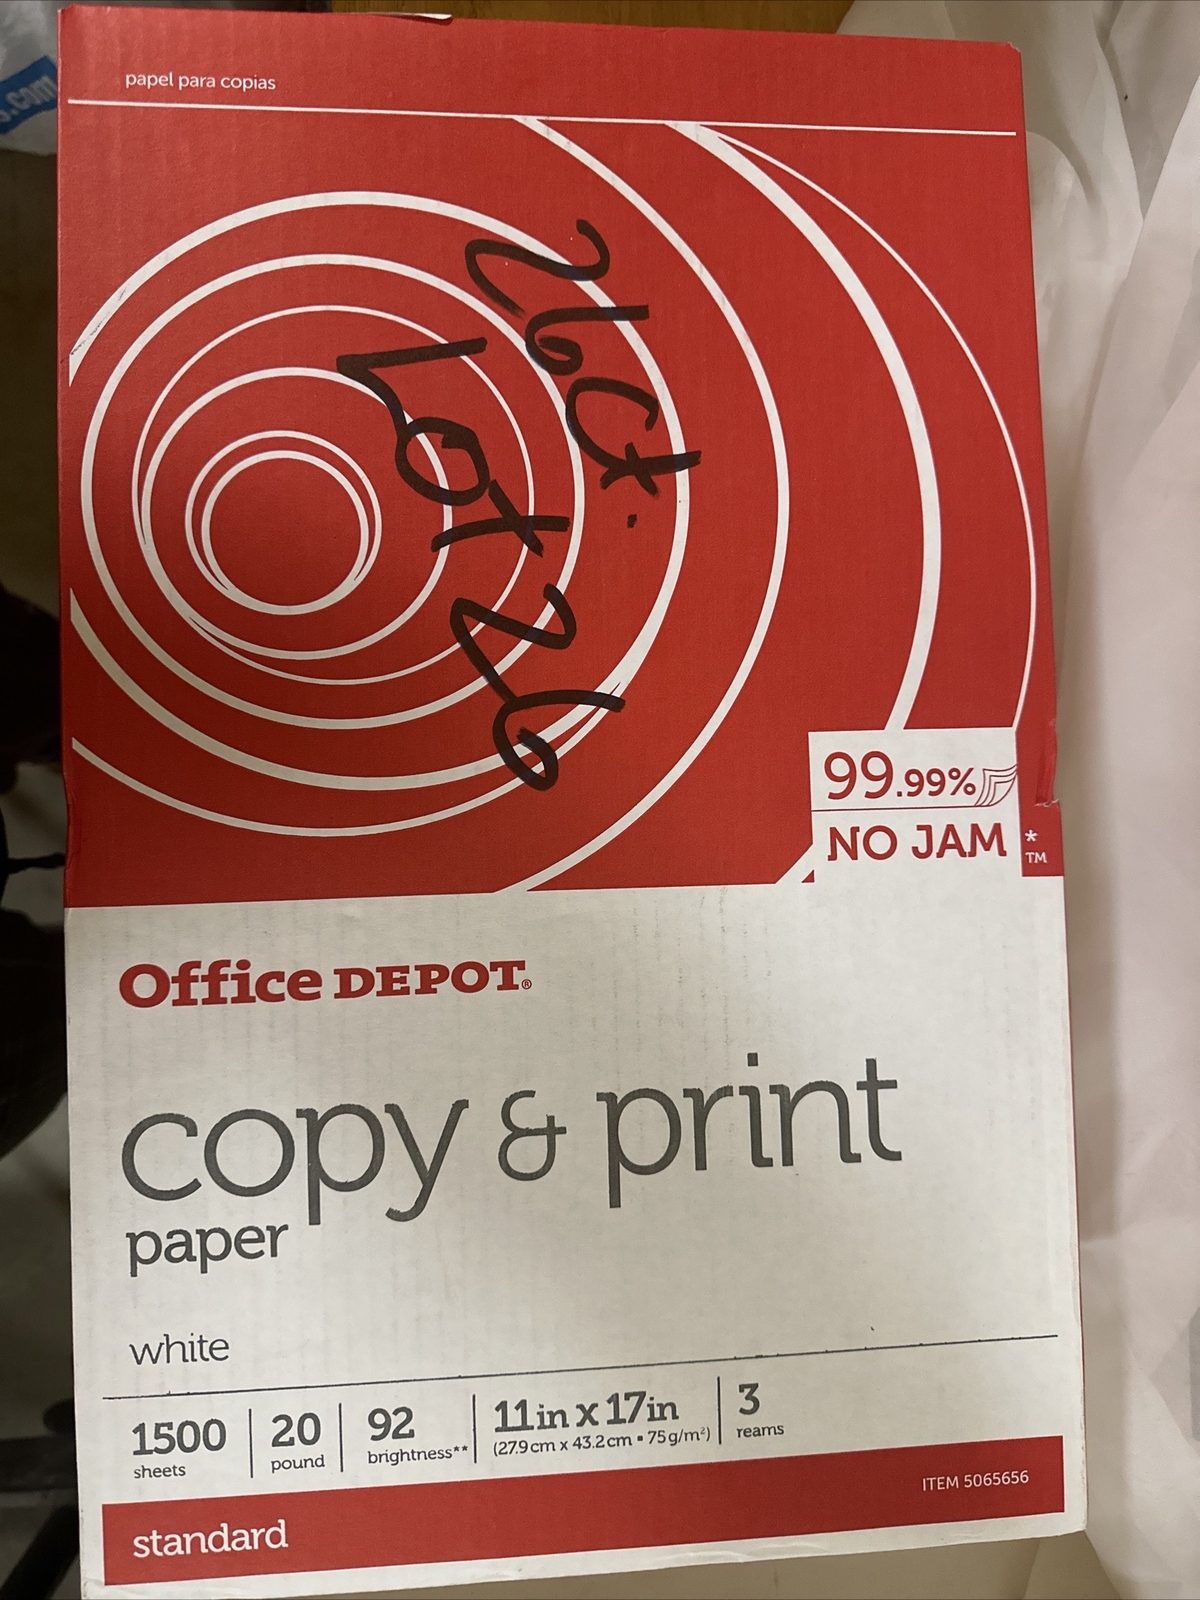 s.com
papel para copias
26ct.
Lot 26
99.99%
NO JAM*™
Office DEPOT®
copy & print
paper
white
1500 sheets
20 pound
92 brightness**
11in x 17in
(27.9cm x 43.2cm ▪ 75g/m²)
3 reams
ITEM 5065656
standard